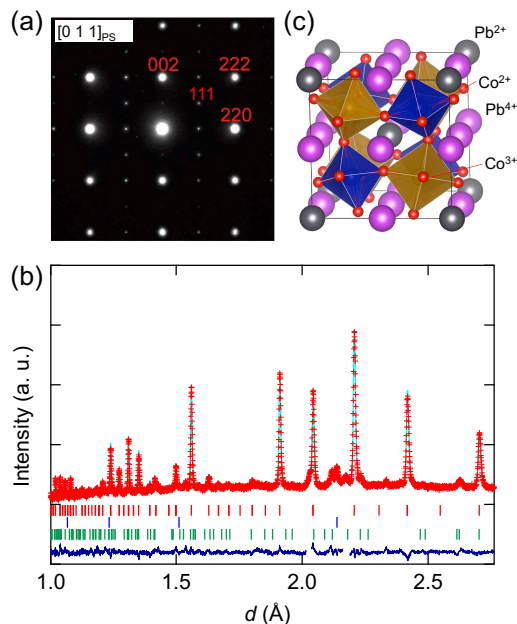 (a)
[0 1 1]PS
002
222
111
220
(c)
Pb2+
Co2+
Pb4+
Co3+
(b)
Intensity (a. u.)
1.0
1.5
2.0
2.5
d (Å)